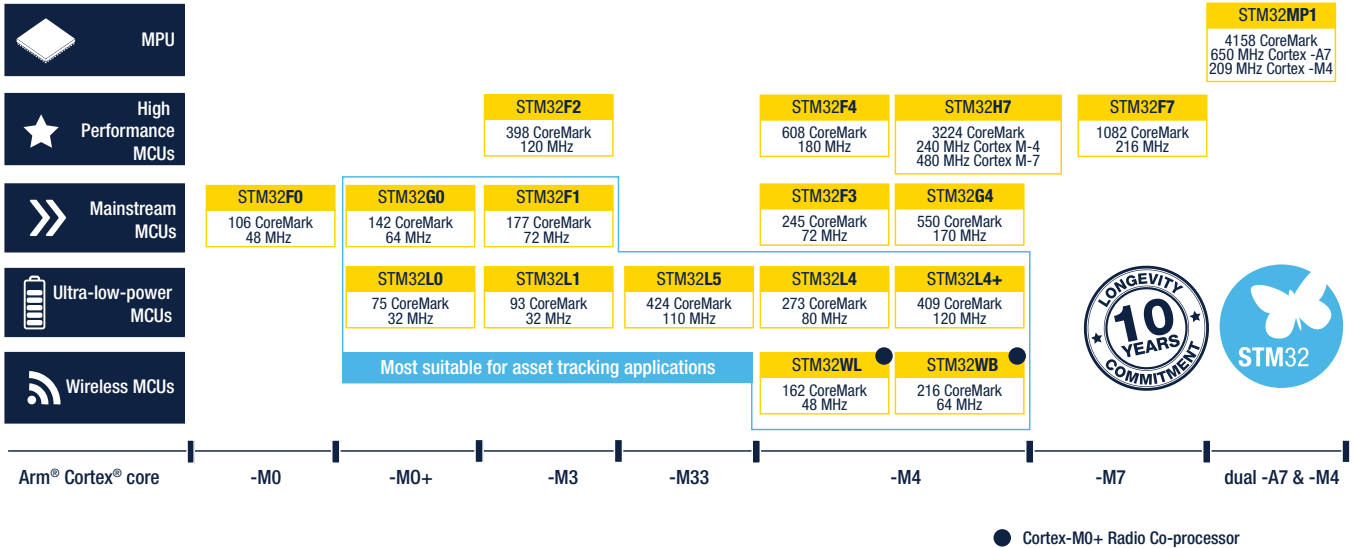 MPU
STM32MP1
4158 CoreMark
650 MHz Cortex -A7
209 MHz Cortex -M4
High
Performance
MCUs
STM32F2
398 CoreMark
120 MHz
STM32F4
608 CoreMark
180 MHz
STM32H7
3224 CoreMark
240 MHz Cortex M-4
480 MHz Cortex M-7
STM32F7
1082 CoreMark
216 MHz
Mainstream
MCUs
STM32F0
106 CoreMark
48 MHz
STM32G0
142 CoreMark
64 MHz
STM32F1
177 CoreMark
72 MHz
STM32F3
245 CoreMark
72 MHz
STM32G4
550 CoreMark
170 MHz
Ultra-low-power
MCUs
STM32L0
75 CoreMark
32 MHz
STM32L1
93 CoreMark
32 MHz
STM32L5
424 CoreMark
110 MHz
STM32L4
273 CoreMark
80 MHz
STM32L4+
409 CoreMark
120 MHz
LONGEVITY
10
YEARS
COMMITMENT
STM32
Wireless MCUs
Most suitable for asset tracking applications
STM32WL
162 CoreMark
48 MHz
STM32WB
216 CoreMark
64 MHz
Arm® Cortex® core
-M0
-M0+
-M3
-M33
-M4
-M7
dual -A7 & -M4
Cortex-M0+ Radio Co-processor